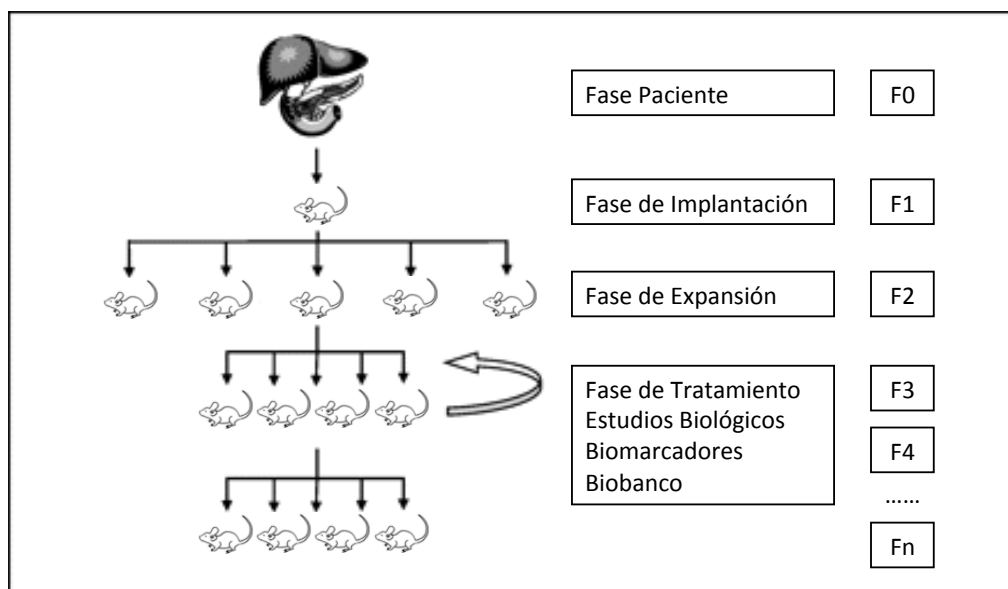 Fase Paciente
F0
Fase de Implantación
F1
Fase de Expansión
F2
Fase de Tratamiento
Estudios Biológicos
Biomarcadores
Biobanco
F3
F4
......
Fn